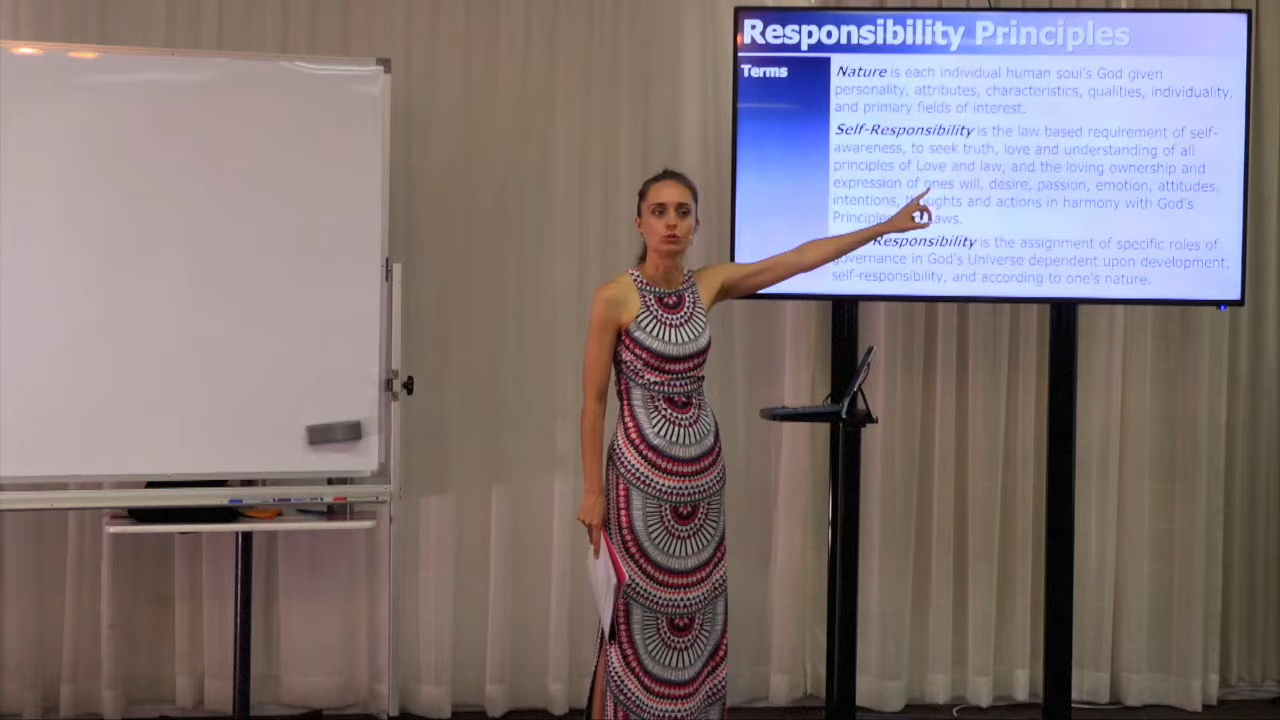 Responsibility Principles
Terms
Nature is each individual human soul's God given
personality, attributes, characteristics, qualities, individuality,
and primary fields of interest.
Self-Responsibility is the law based requirement of self-
awareness, to seek truth, love and understanding of all
principles of Love and law, and the loving ownership and
expression of ones will, desire, passion, emotion, attitudes,
intentions, thoughts and actions in harmony with God's
Principles Laws.
Responsibility is the assignment of specific roles of
governance in God's Universe dependent upon development,
self-responsibility, and according to one's nature.